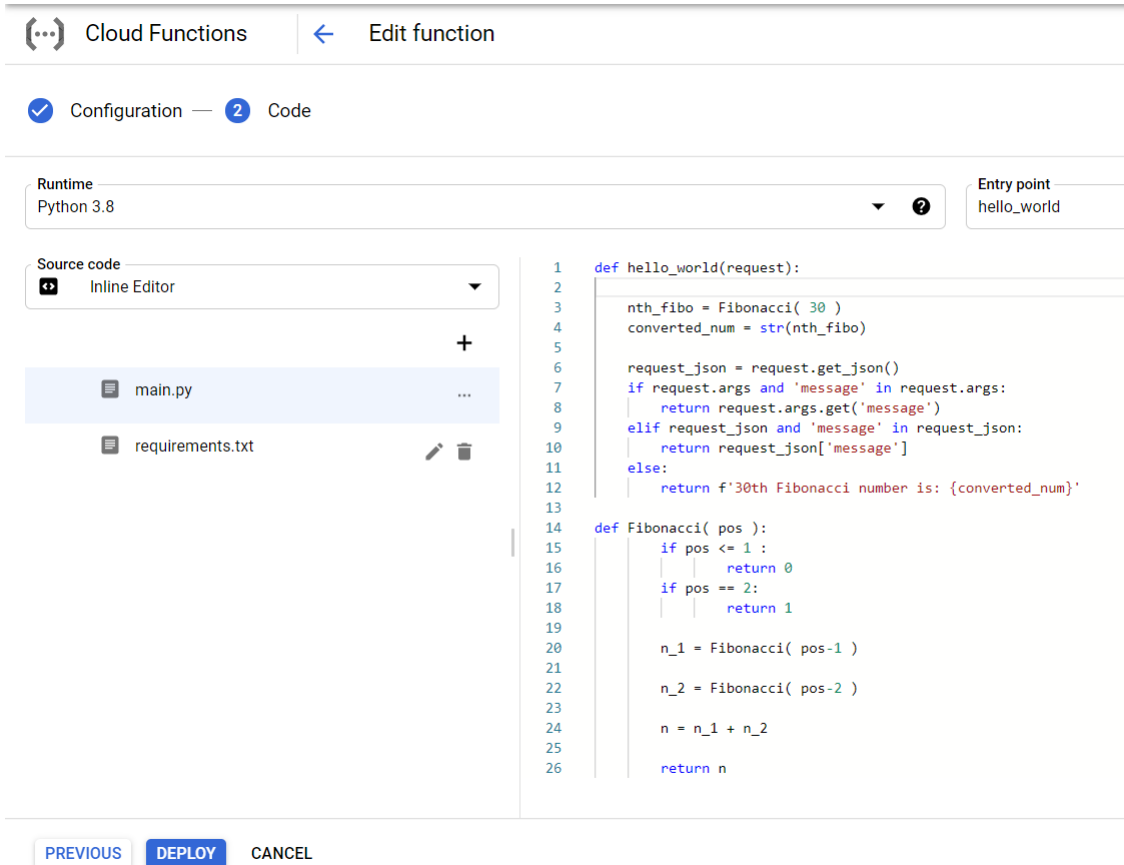 Cloud Functions
Edit function
Configuration
2
Code
Runtime
Python 3.8
Entry point
hello_world
Source code
Inline Editor
main.py
requirements.txt
1 def hello_world(request):
2
3 nth_fibo = Fibonacci( 30 )
4 converted_num = str(nth_fibo)
5
6 request_json = request.get_json()
7 if request.args and 'message' in request.args:
8 return request.args.get('message')
9 elif request_json and 'message' in request_json:
10 return request_json['message']
11 else:
12 return f'30th Fibonacci number is: {converted_num}'
13
14 def Fibonacci( pos ):
15 if pos <= 1 :
16 return 0
17 if pos == 2:
18 return 1
19
20 n_1 = Fibonacci( pos-1 )
21
22 n_2 = Fibonacci( pos-2 )
23
24 n = n_1 + n_2
25
26 return n
PREVIOUS
DEPLOY
CANCEL